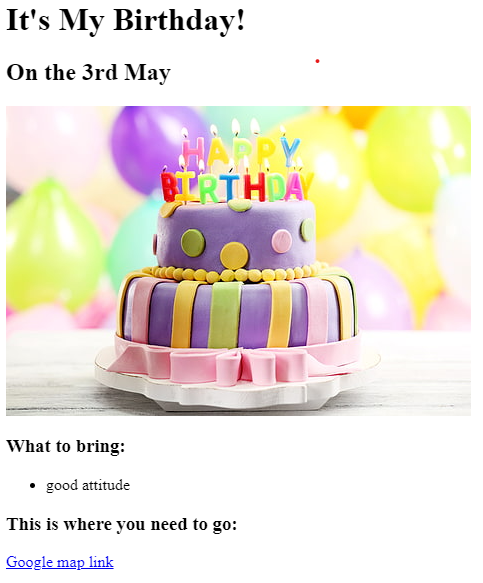 It's My Birthday!
On the 3rd May
HAPPY
BIRTHDAY
What to bring:
good attitude
This is where you need to go:
Google map link